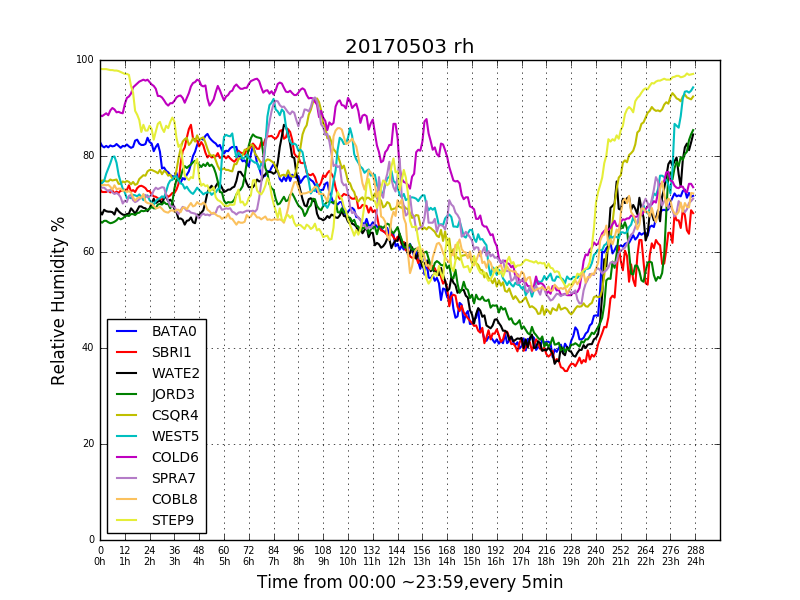 20170503 rh
100
80
60
40
20
0
Relative Humidity %
BATA0
SBRI1
WATE2
JORD3
CSQR4
WEST5
COLD6
SPRA7
COBL8
STEP9
0 12 24 36 48 60 72 84 96 108 120 132 144 156 168 180 192 204 216 228 240 252 264 276 288
0h 1h 2h 3h 4h 5h 6h 7h 8h 9h 10h 11h 12h 13h 14h 15h 16h 17h 18h 19h 20h 21h 22h 23h 24h
Time from 00:00 ~23:59,every 5min